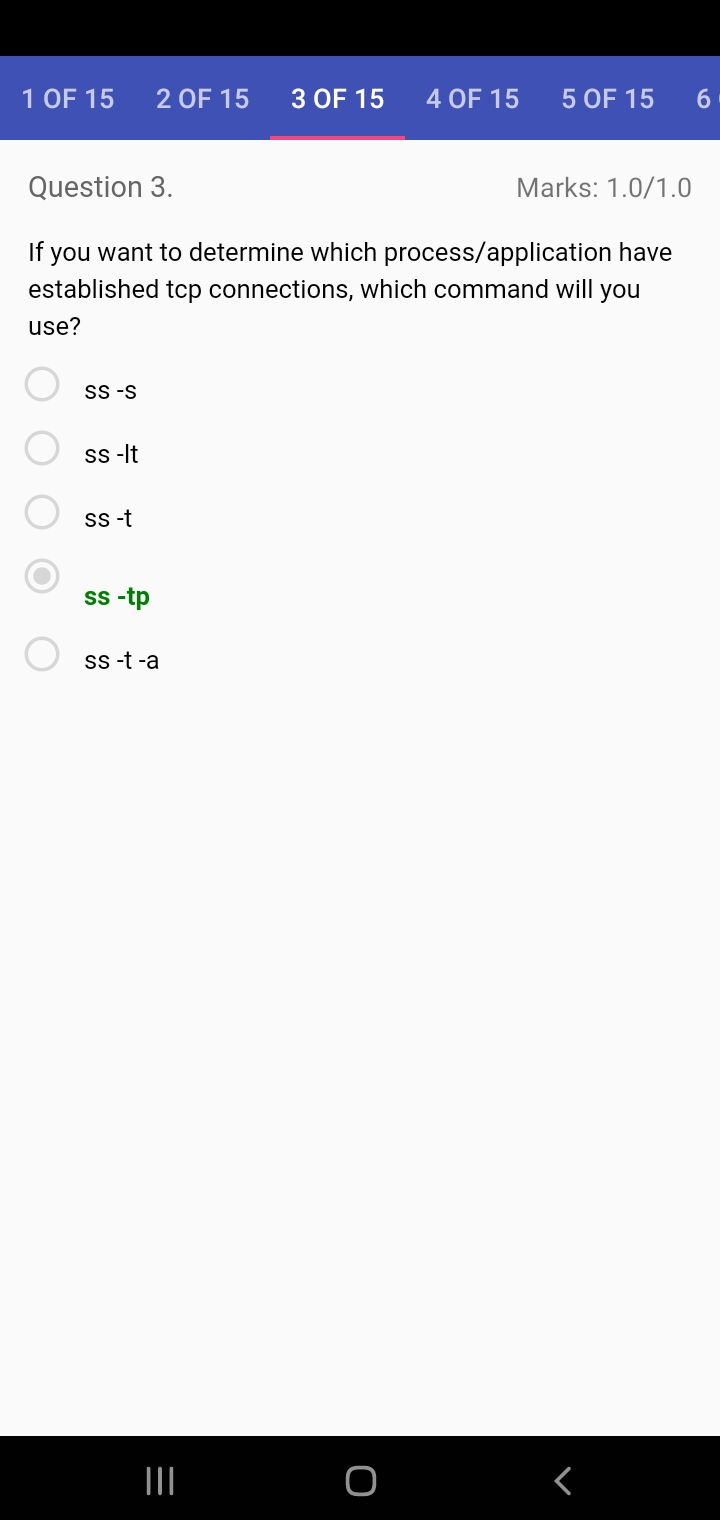 1 OF 15 2 OF 15 3 OF 15 4 OF 15 5 OF 15 6
Question 3. Marks: 1.0/1.0
If you want to determine which process/application have
established tcp connections, which command will you
use?
ss -s
ss -lt
ss -t
ss -tp
ss -t -a